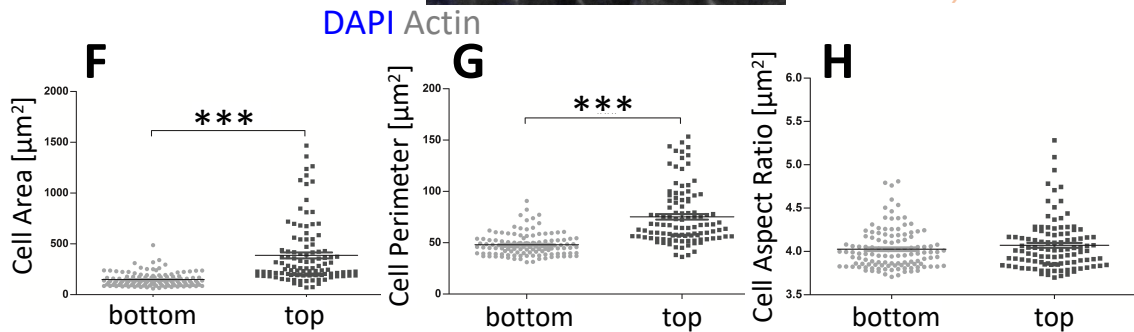 DAPI Actin
F
Cell Area [µm²]
2000
1500
1000
500
0
***
bottom top
G
Cell Perimeter [µm²]
200
150
100
50
0
***
bottom top
H
Cell Aspect Ratio [µm²]
6.0
5.5
5.0
4.5
4.0
3.5
bottom top